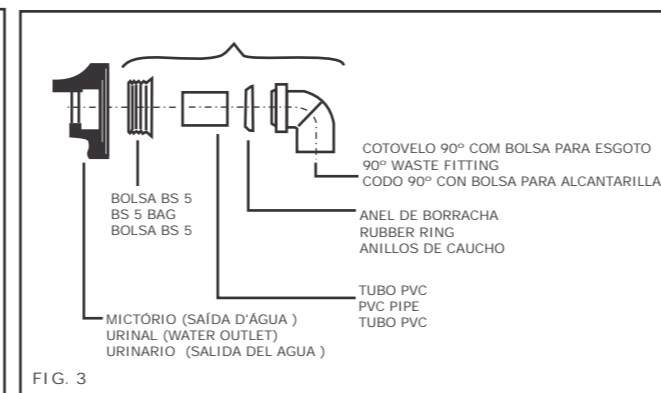 COTOVELO 90º COM BOLSA PARA ESGOTO
90º WASTE FITTING
CODO 90º CON BOLSA PARA ALCANTARILLA
BOLSA BS 5
BS 5 BAG
BOLSA BS 5
ANEL DE BORRACHA
RUBBER RING
ANILLOS DE CAUCHO
TUBO PVC
PVC PIPE
TUBO PVC
MICTÓRIO (SAÍDA D'ÁGUA )
URINAL (WATER OUTLET)
URINARIO (SALIDA DEL AGUA )
FIG. 3